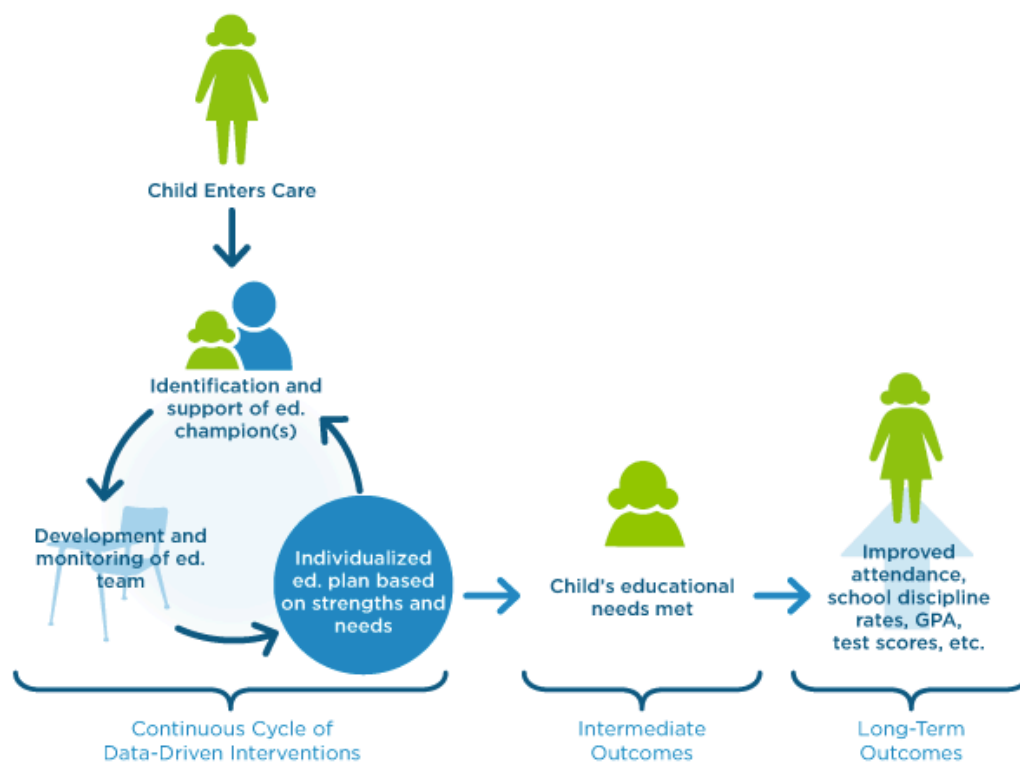 Child Enters Care
Identification and
support of ed.
champion(s)
Development and
monitoring of ed.
team
Individualized
ed. plan based
on strengths and
needs
Child's educational
needs met
Improved
attendance,
school discipline
rates, GPA,
test scores, etc.
Continuous Cycle of
Data-Driven Interventions
Intermediate
Outcomes
Long-Term
Outcomes